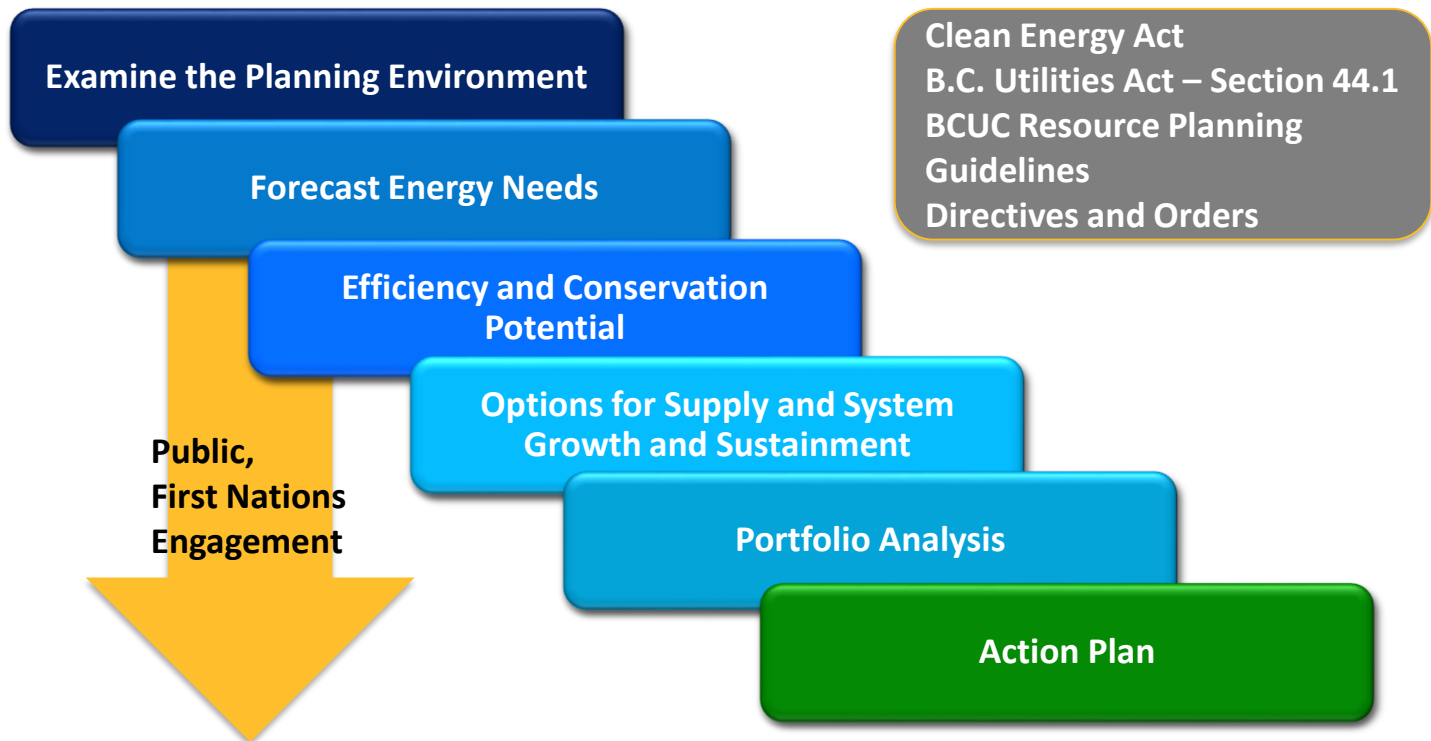 Examine the Planning Environment
Forecast Energy Needs
Efficiency and Conservation
Potential
Options for Supply and System
Growth and Sustainment
Portfolio Analysis
Action Plan
Public,
First Nations
Engagement
Clean Energy Act
B.C. Utilities Act – Section 44.1
BCUC Resource Planning
Guidelines
Directives and Orders